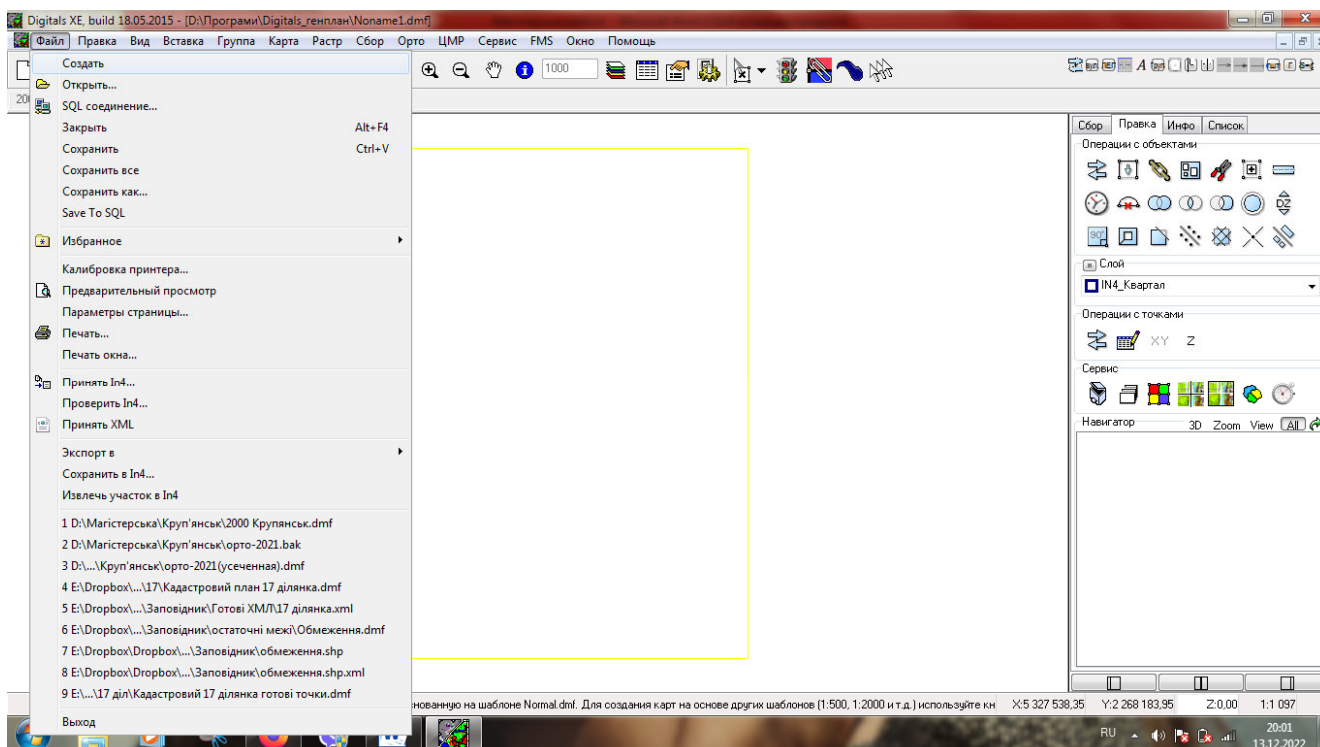 Digitals XE, build 18.05.2015 - [D:\Програми\Digitals_генплан\Noname1.dmf]
Файл Правка Вид Вставка Группа Карта Растр Сбор Орто ЦМР Сервис FMS Окно Помощь
1000
Создать
Открыть...
SQL соединение...
Закрыть Alt+F4
Сохранить Ctrl+V
Сохранить все
Сохранить как...
Save To SQL
Избранное
Калибровка принтера...
Предварительный просмотр
Параметры страницы...
Печать...
Печать окна...
Принять In4...
Проверить In4...
Принять XML
Экспорт в
Сохранить в In4...
Извлечь участок в In4
1 D:\Магістерська\Круп'янськ\2000 Крупянськ.dmf
2 D:\Магістерська\Круп'янськ\орто-2021.bak
3 D:\...\Круп'янськ\орто-2021(усеченная).dmf
4 E:\Dropbox\...\17\Кадастровий план 17 ділянка.dmf
5 E:\Dropbox\...\Заповідник\Готові ХМЛ\17 ділянка.xml
6 E:\Dropbox\...\Заповідник\остаточні межі\Обмеження.dmf
7 E:\Dropbox\Dropbox\...\Заповідник\обмеження.shp
8 E:\Dropbox\Dropbox\...\Заповідник\обмеження.shp.xml
9 E:\...\17 діл\Кадастровий 17 ділянка готові точки.dmf
Выход
Сбор Правка Инфо Список
Операции с объектами
DZ
90°
Слой
IN4_Квартал
Операции с точками
XY Z
Сервис
Навигатор 3D Zoom View All
нованную на шаблоне Normal.dmf. Для создания карт на основе других шаблонов (1:500, 1:2000 и т.д.) используйте кн X:5 327 538,35 Y:2 268 183,95 Z:0,00 1:1 097
RU 20:01
13.12.2022